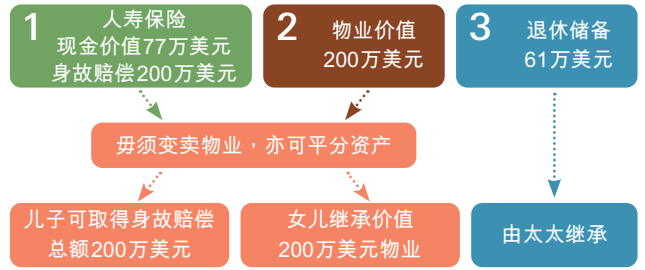 1
人寿保险
现金价值77万美元
身故赔偿200万美元
2
物业价值
200万美元
3
退休储备
61万美元
毋须变卖物业，亦可平分资产
儿子可取得身故赔偿
总额200万美元
女儿继承价值
200万美元物业
由太太继承